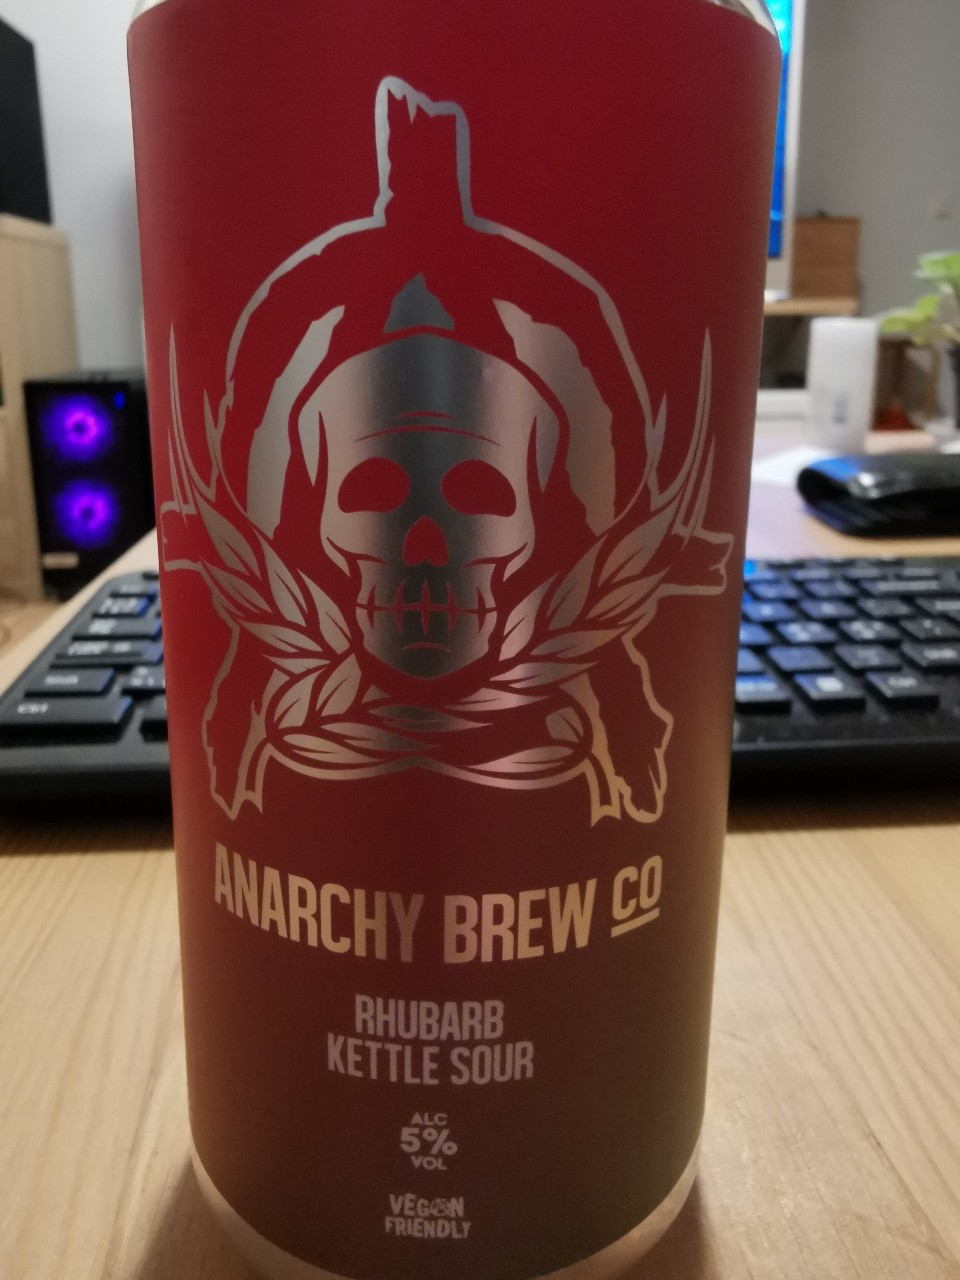 ANARCHY BREW CO
RHUBARB
KETTLE SOUR
ALC
5%
VOL
VEGAN
FRIENDLY